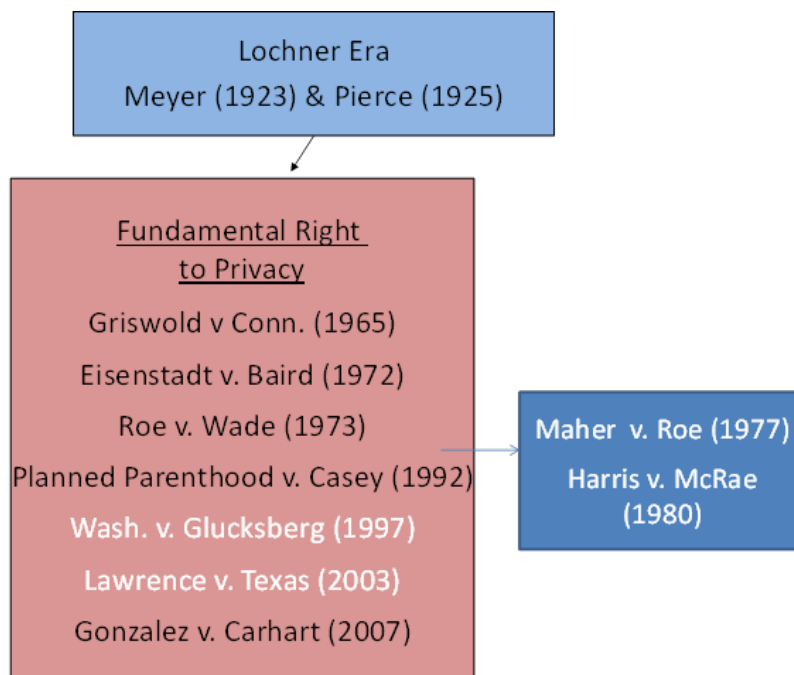 Lochner Era
Meyer (1923) & Pierce (1925)
Fundamental Right
to Privacy
Griswold v Conn. (1965)
Eisenstadt v. Baird (1972)
Roe v. Wade (1973)
Planned Parenthood v. Casey (1992)
Wash. v. Glucksberg (1997)
Lawrence v. Texas (2003)
Gonzalez v. Carhart (2007)
Maher v. Roe (1977)
Harris v. McRae
(1980)